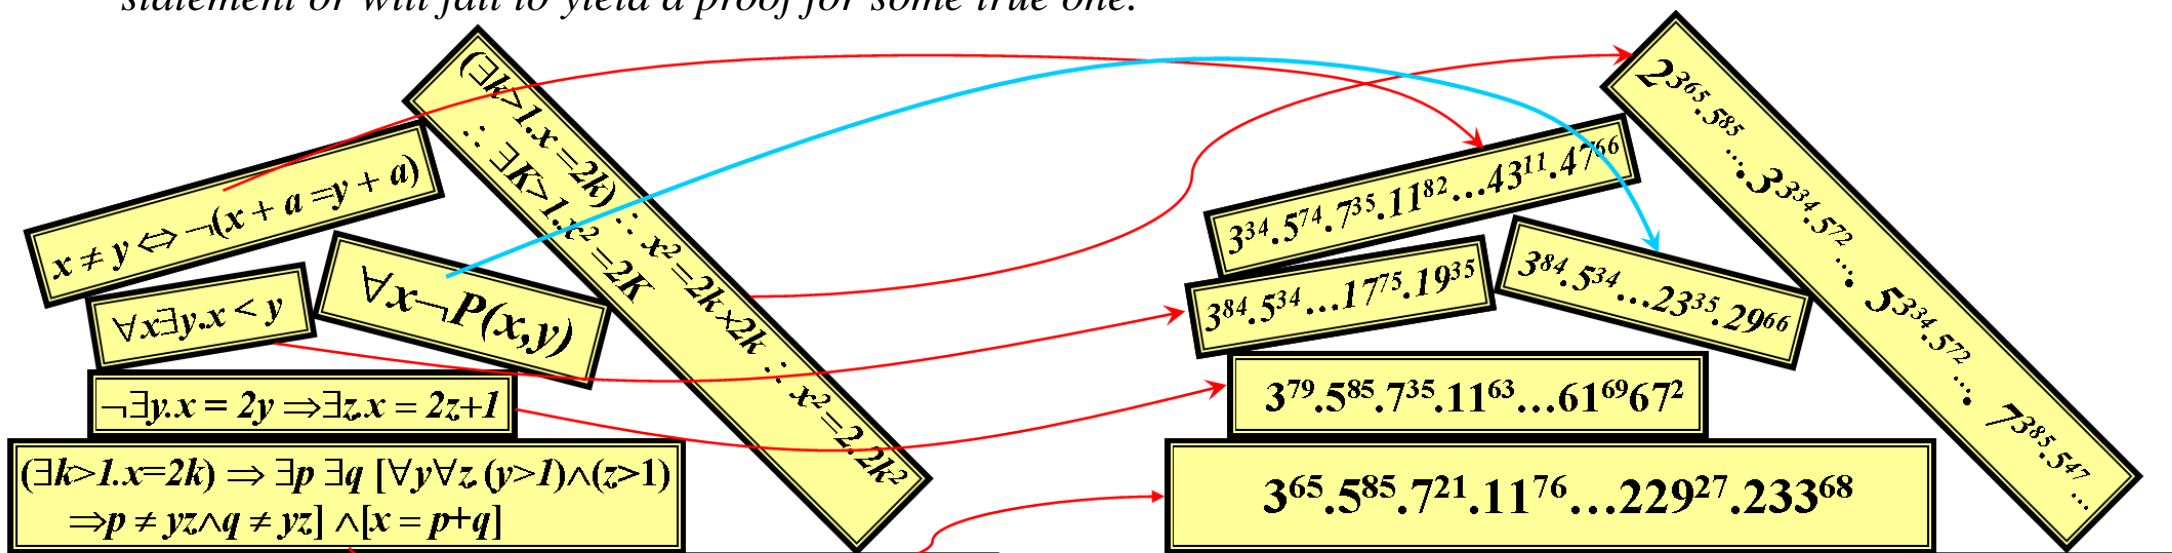 statement or will fail to yield a proof for some true one.
(∃k>1.x=2k) ∴ x²=2k×2k ∴ x²=2.2k²
∴ ∃K>1.x²=2K
x ≠ y ⇔ ¬(x + a =y + a)
∀x∃y.x < y
∀x¬P(x,y)
¬∃y.x = 2y ⇒∃z.x = 2z+1
(∃k>1.x=2k) ⇒ ∃p ∃q [∀y∀z.(y>1)∧(z>1)
⇒p ≠ yz∧q ≠ yz] ∧[x = p+q]
2³⁶⁵·⁵⁸⁵ ···· 3³³⁴·⁵⁷² ···· 5³³⁴·⁵⁷² ···· 7³⁸⁵·⁵⁴⁷ ...
3³⁴.5⁷⁴.7³⁵.11⁸²…43¹¹.47⁶⁶
3⁸⁴.5³⁴…17⁷⁵.19³⁵
3⁸⁴.5³⁴…23³⁵.29⁶⁶
3⁷⁹.5⁸⁵.7³⁵.11⁶³…61⁶⁹67²
3⁶⁵.5⁸⁵.7²¹.11⁷⁶…229²⁷.233⁶⁸